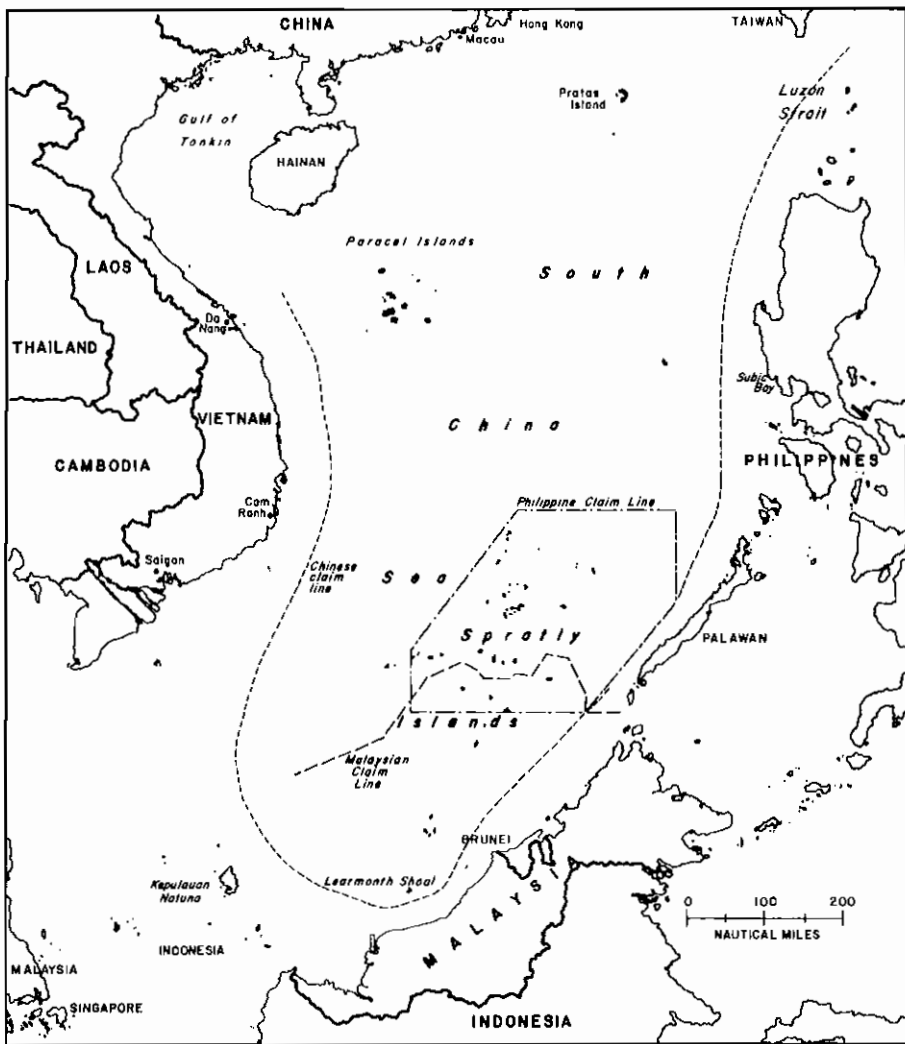 CHINA
Hong Kong
Macau
TAIWAN
Pratas
Island
Luzon
Strait
Gulf of
Tonkin
HAINAN
Paracel Islands
LAOS
South
Da
Nang
THAILAND
Subic
Bay
VIETNAM
China
CAMBODIA
PHILIPPINES
Cam
Ranh
Philippine Claim Line
Saigon
Chinese
claim
line
Sea
Spratly
PALAWAN
Islands
Malaysian
Claim
Line
BRUNEI
Learmonth Shoal
Kepulauan
Natuna
MALAYSI
0 100 200
NAUTICAL MILES
INDONESIA
MALAYSIA
SINGAPORE
INDONESIA